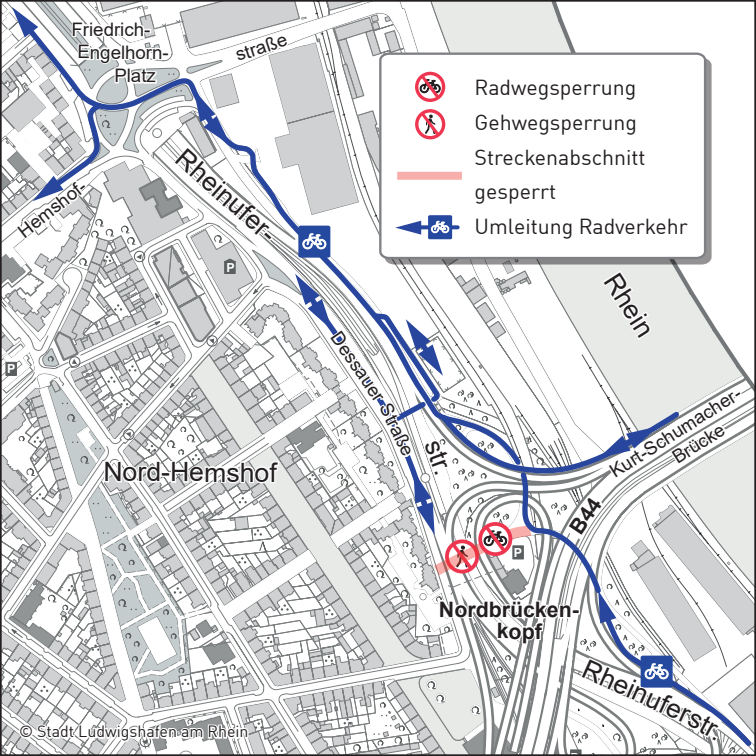 Friedrich-
Engelhorn-
Platz
straße
Radwegsperrung
Gehwegsperrung
Streckenabschnitt
gesperrt
Umleitung Radverkehr
Hemshof-
Rheinufer-
P
Rhein
P
Dessauer Straße
str.
Kurt-Schumacher-
Brücke
Nord-Hemshof
B44
P
Nordbrücken-
kopf
Rheinuferstr.
© Stadt Ludwigshafen am Rhein